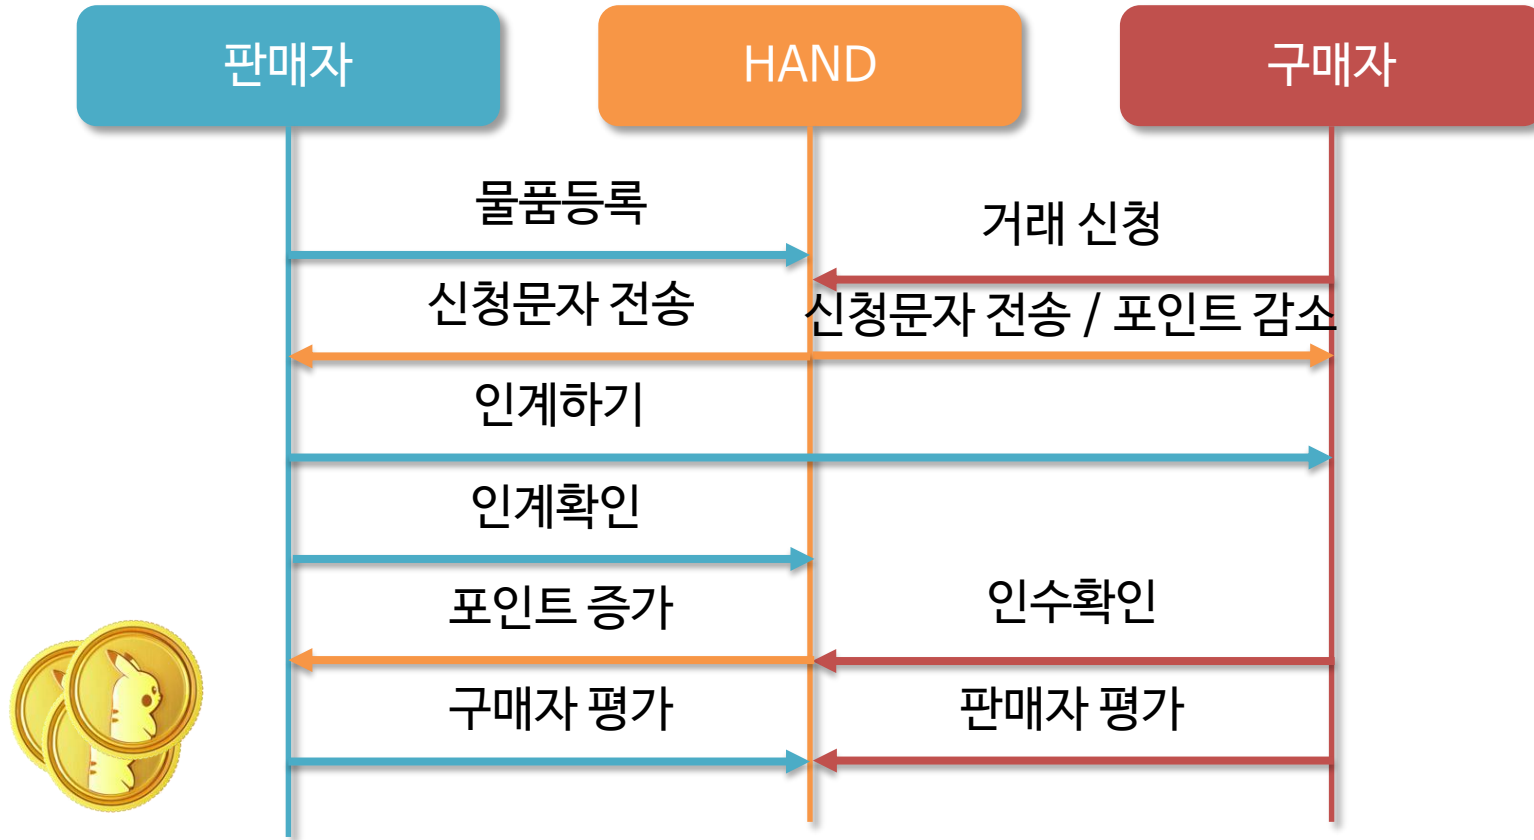 판매자
HAND
구매자
물품등록
거래 신청
신청문자 전송
신청문자 전송 / 포인트 감소
인계하기
인계확인
포인트 증가
인수확인
구매자 평가
판매자 평가